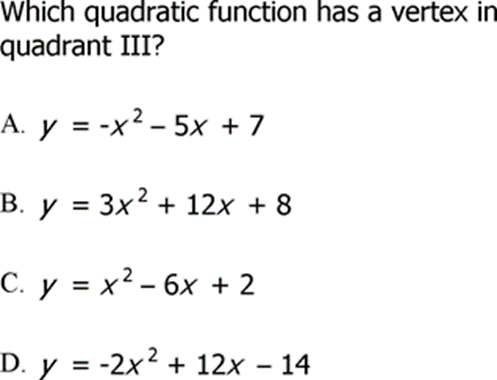 Which quadratic function has a vertex in
quadrant III?
A. y = -x² – 5x + 7
B. y = 3x² + 12x + 8
C. y = x² – 6x + 2
D. y = -2x² + 12x – 14